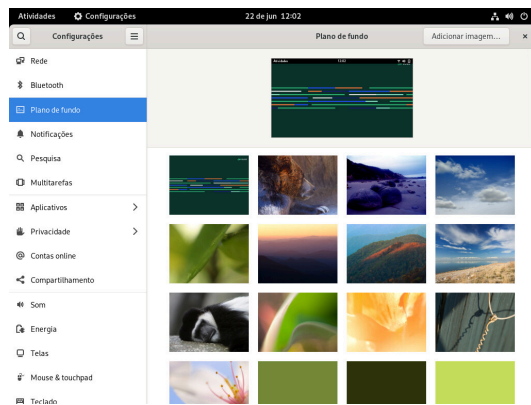 Atividades Configurações 22 de jun 12:02
Configurações Plano de fundo Adicionar imagem...
Rede
Bluetooth
Plano de fundo
Notificações
Pesquisa
Multitarefas
Aplicativos
Privacidade
Contas online
Compartilhamento
Som
Energia
Telas
Mouse & touchpad
Teclado
Atividades